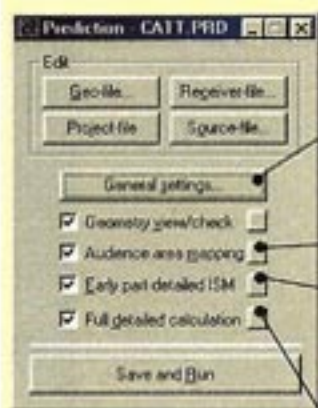 Prediction - CATT.PRD
Edit
Geo-file... Receiver-file...
Project-file Source-file...
General settings...
Geometry view/check
Audience area mapping
Early part detailed ISM
Full detailed calculation
Save and Run